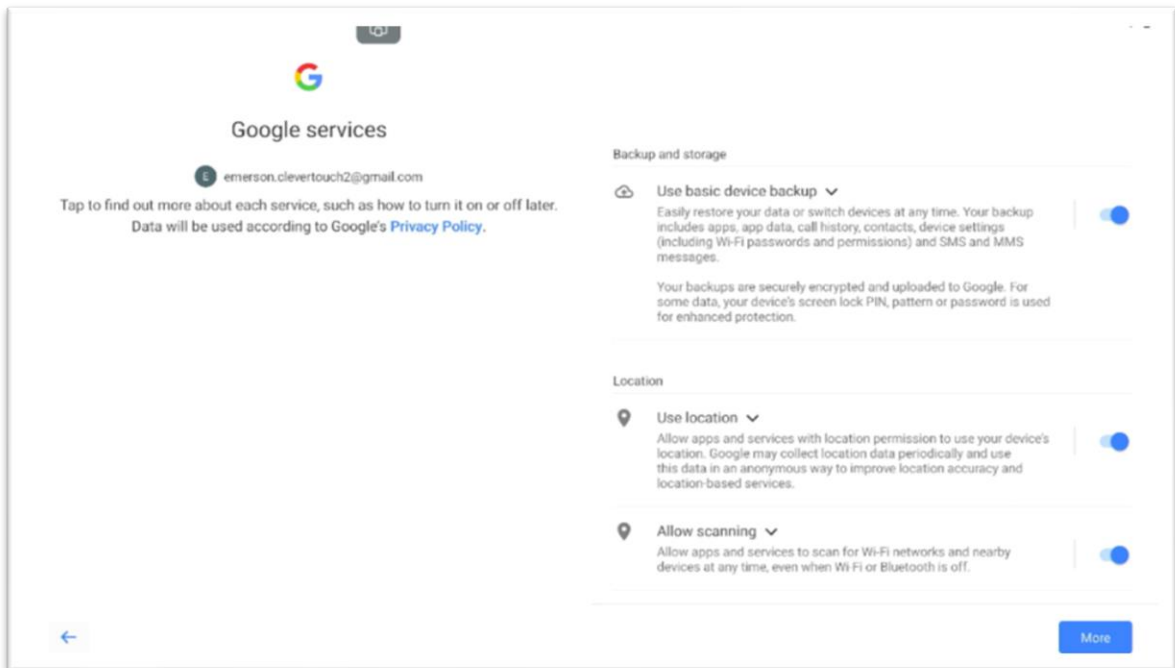 Google services
E emerson.clevertouch2@gmail.com
Tap to find out more about each service, such as how to turn it on or off later.
Data will be used according to Google's Privacy Policy.
Backup and storage
Use basic device backup
Easily restore your data or switch devices at any time. Your backup
includes apps, app data, call history, contacts, device settings
(including Wi-Fi passwords and permissions) and SMS and MMS
messages.
Your backups are securely encrypted and uploaded to Google. For
some data, your device's screen lock PIN, pattern or password is used
for enhanced protection.
Location
Use location
Allow apps and services with location permission to use your device's
location. Google may collect location data periodically and use
this data in an anonymous way to improve location accuracy and
location-based services.
Allow scanning
Allow apps and services to scan for Wi-Fi networks and nearby
devices at any time, even when Wi-Fi or Bluetooth is off.
More